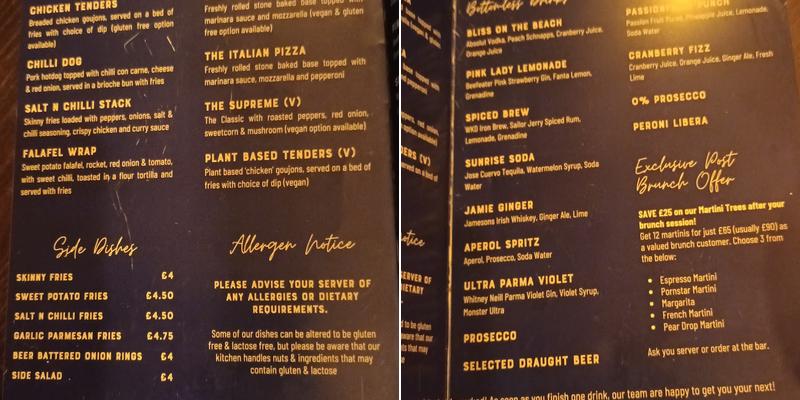 CHICKEN TENDERS
Breaded chicken goujons, served on a bed of
fries with choice of dip (gluten free option
available)
CHILLI DOG
Pork hotdog topped with chilli con carne, cheese
& red onion, served in a brioche bun with fries
SALT N CHILLI STACK
Skinny fries loaded with peppers, onions, salt &
chilli seasoning, crispy chicken and curry sauce
FALAFEL WRAP
Sweet potato falafel, rocket, red onion & tomato,
with sweet chilli, toasted in a flour tortilla and
served with fries
Freshly rolled stone baked base topped with
marinara sauce and mozzarella (vegan & gluten
free option available)
THE ITALIAN PIZZA
Freshly rolled stone baked base topped with
marinara sauce, mozzarella and pepperoni
THE SUPREME (V)
The Classic with roasted peppers, red onion,
sweetcorn & mushroom (vegan option available)
PLANT BASED TENDERS (V)
Plant based 'chicken' goujons, served on a bed of
fries with choice of dip (vegan)
Side Dishes
SKINNY FRIES £4
SWEET POTATO FRIES £4.50
SALT N CHILLI FRIES £4.50
GARLIC PARMESAN FRIES £4.75
BEER BATTERED ONION RINGS £4
SIDE SALAD £4
Allergen Notice
PLEASE ADVISE YOUR SERVER OF
ANY ALLERGIES OR DIETARY
REQUIREMENTS.
Some of our dishes can be altered to be gluten
free & lactose free, but please be aware that our
kitchen handles nuts & ingredients that may
contain gluten & lactose
Bottomless Drinks
BLISS ON THE BEACH
Absolut Vodka, Peach Schnapps, Cranberry Juice,
Orange Juice
PINK LADY LEMONADE
Beefeater Pink Strawberry Gin, Fanta Lemon,
Grenadine
SPICED BREW
WKD Iron Brew, Sailor Jerry Spiced Rum,
Lemonade, Grenadine
SUNRISE SODA
Jose Cuervo Tequila, Watermelon Syrup, Soda
Water
JAMIE GINGER
Jamesons Irish Whiskey, Ginger Ale, Lime
APEROL SPRITZ
Aperol, Prosecco, Soda Water
ULTRA PARMA VIOLET
Whitney Neill Parma Violet Gin, Violet Syrup,
Monster Ultra
PROSECCO
SELECTED DRAUGHT BEER
Passion Fruit Puree, Pineapple Juice, Lemonade,
Soda Water
CRANBERRY FIZZ
Cranberry Juice, Orange Juice, Ginger Ale, Fresh
Lime
0% PROSECCO
PERONI LIBERA
Exclusive Post
Brunch Offer
SAVE £25 on our Martini Trees after your
brunch session!
Get 12 martinis for just £65 (usually £90) as
a valued brunch customer. Choose 3 from
the below:
• Espresso Martini
• Pornstar Martini
• Margarita
• French Martini
• Pear Drop Martini
Ask you server or order at the bar.
As soon as you finish one drink, our team are happy to get you your next!